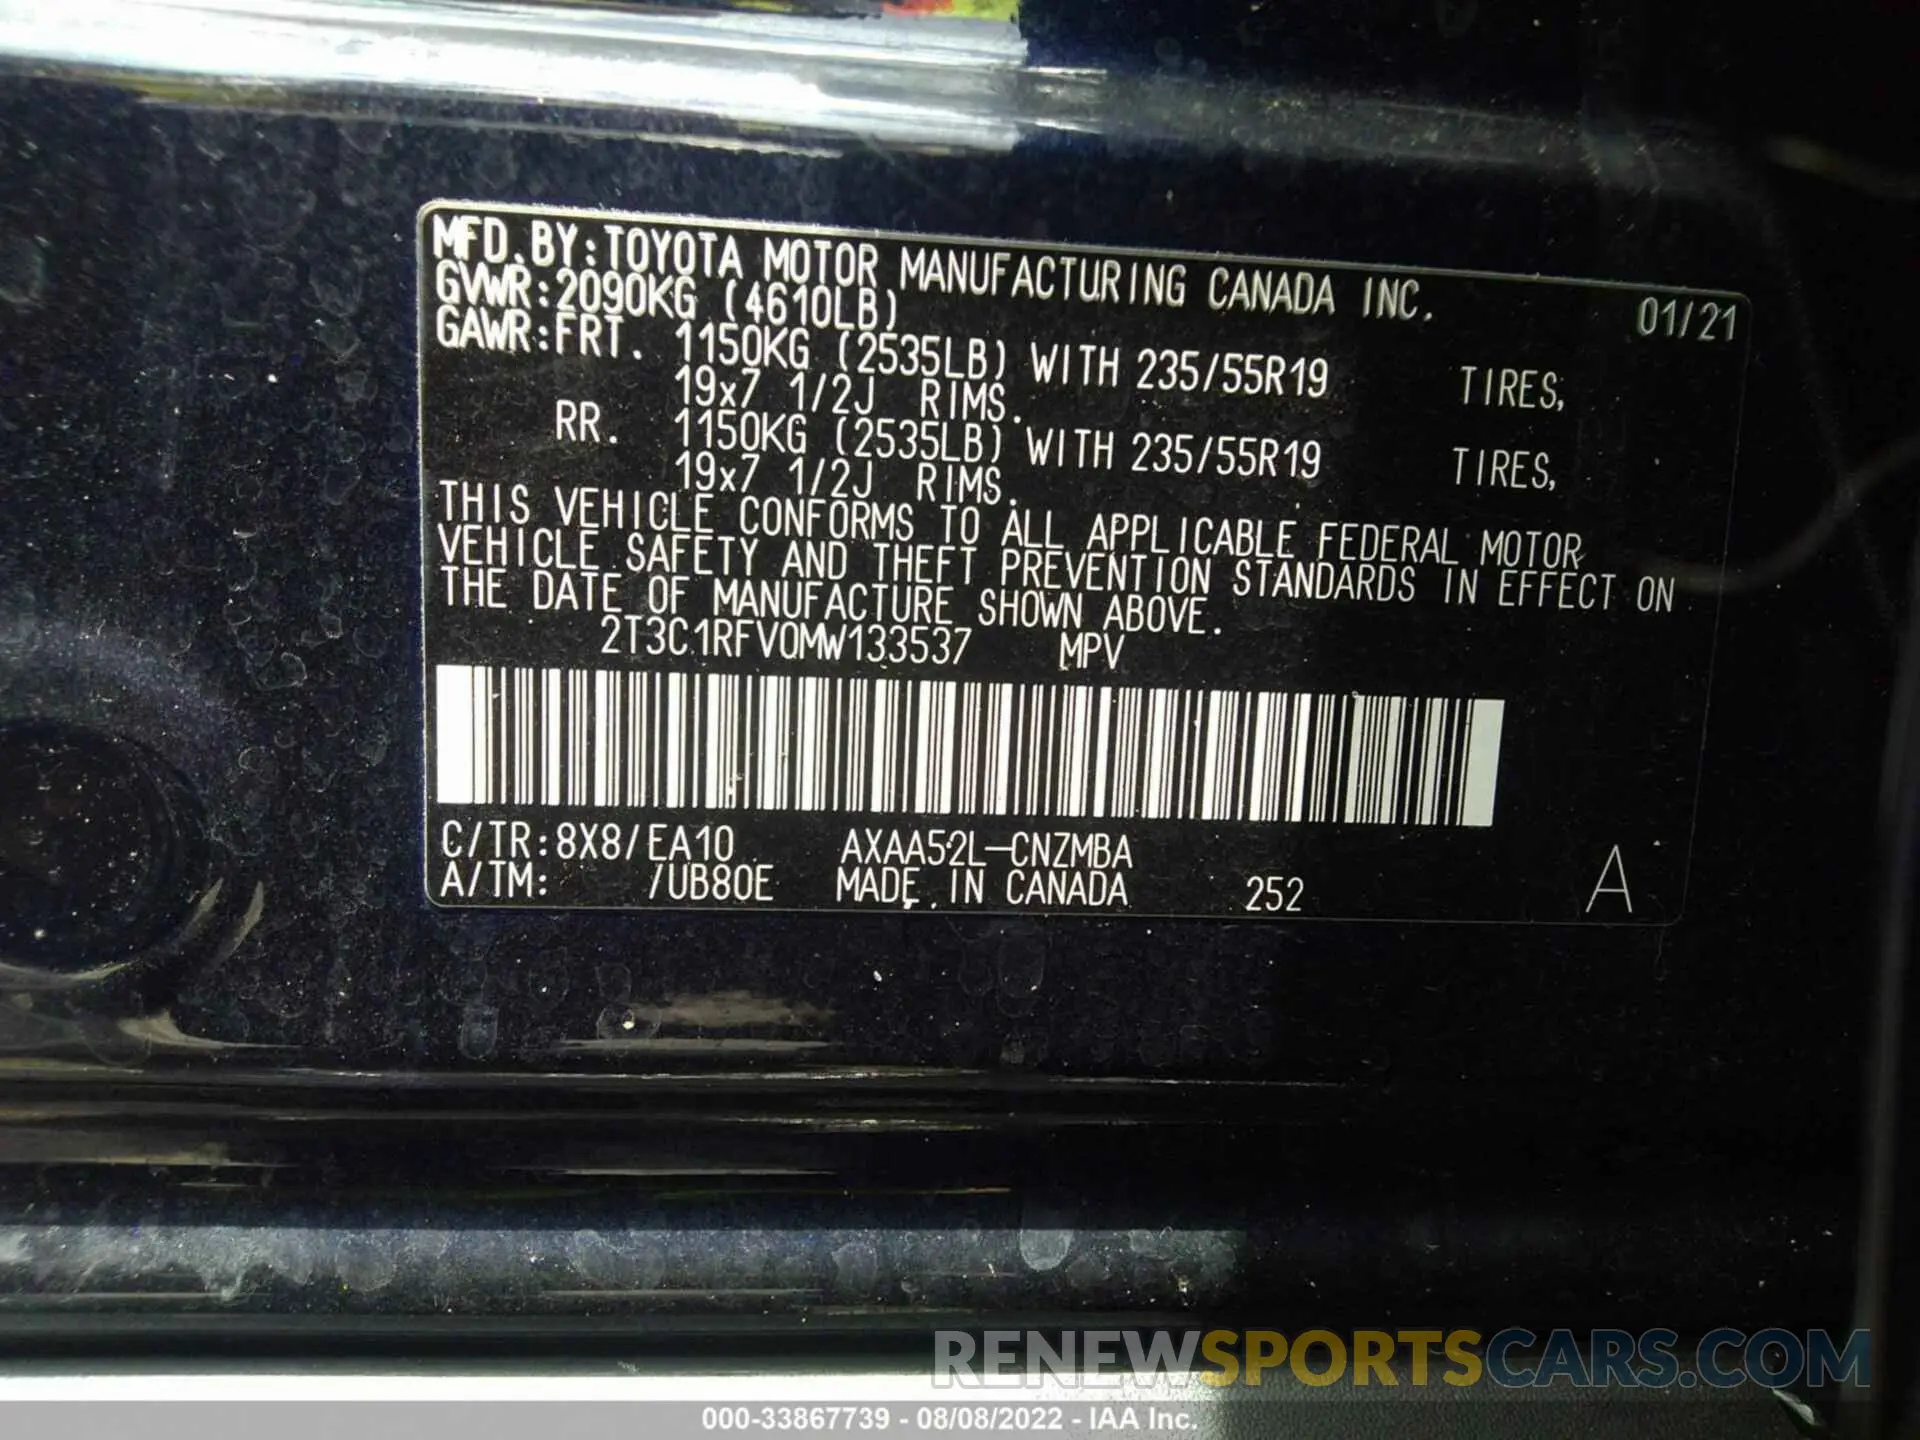 MFD.BY:TOYOTA MOTOR MANUFACTURING CANADA INC. 01/21
GVWR:2090KG (4610LB)
GAWR:FRT. 1150KG (2535LB) WITH 235/55R19 TIRES,
19x7 1/2J RIMS.
RR. 1150KG (2535LB) WITH 235/55R19 TIRES,
19x7 1/2J RIMS.
THIS VEHICLE CONFORMS TO ALL APPLICABLE FEDERAL MOTOR
VEHICLE SAFETY AND THEFT PREVENTION STANDARDS IN EFFECT ON
THE DATE OF MANUFACTURE SHOWN ABOVE.
2T3C1RFV0MW133537 MPV
C/TR:8X8/EA10 AXAA52L-CNZMBA
A/TM: /UB80E MADE IN CANADA 252 A
RENEWSPORTSCARS.COM
000-33867739 - 08/08/2022 - IAA Inc.